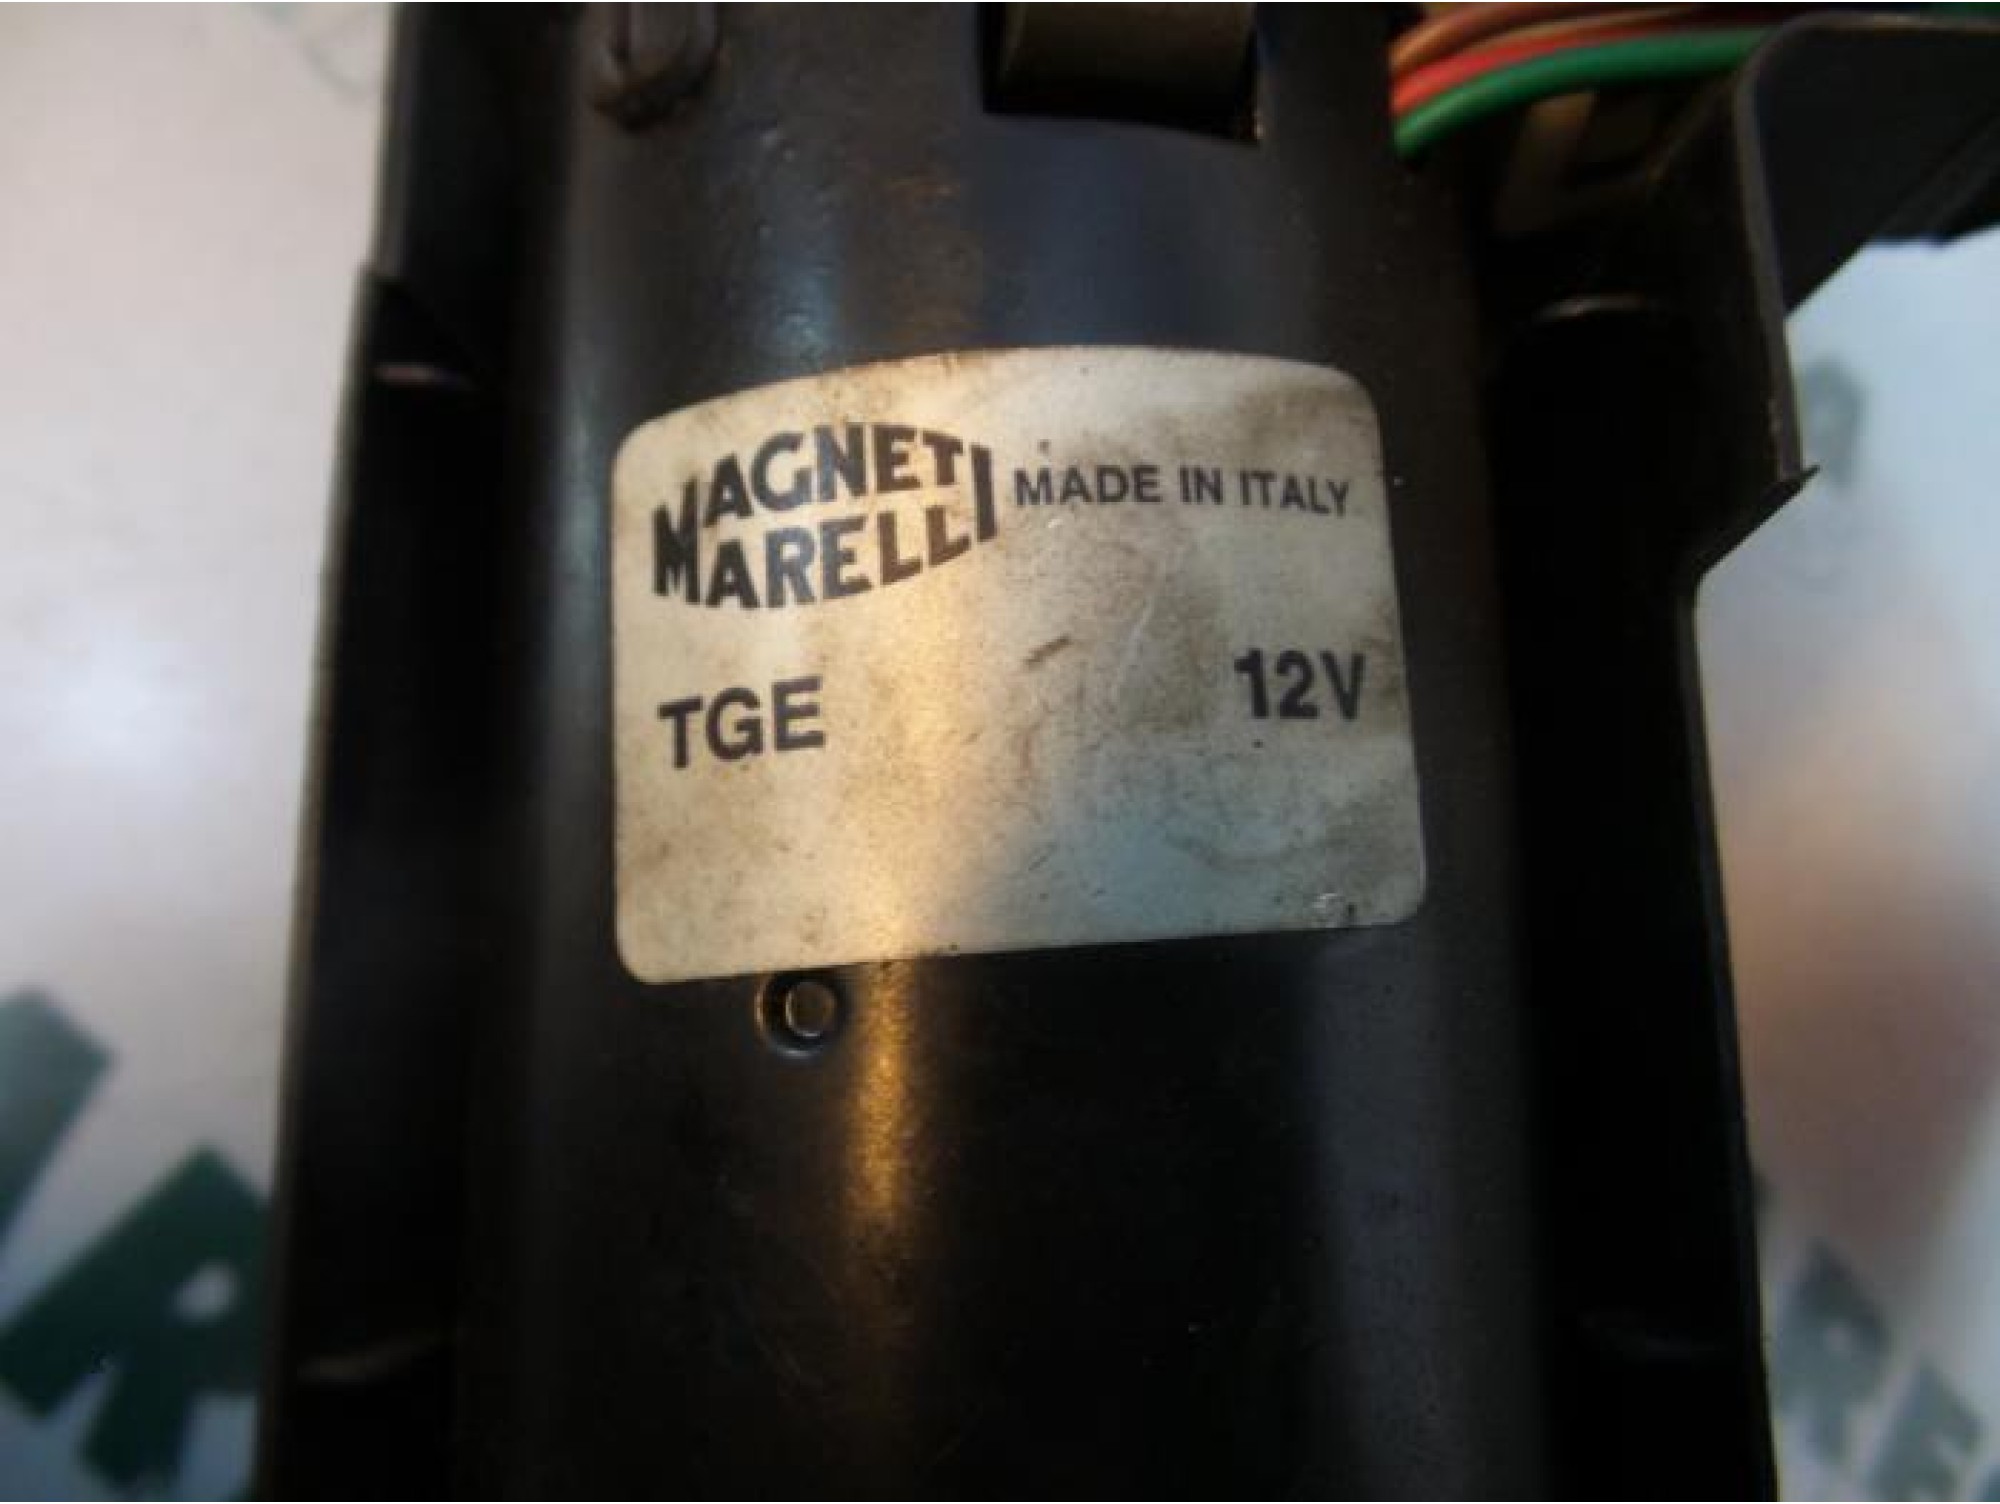 MAGNETI
MARELLI
MADE IN ITALY
TGE
12V